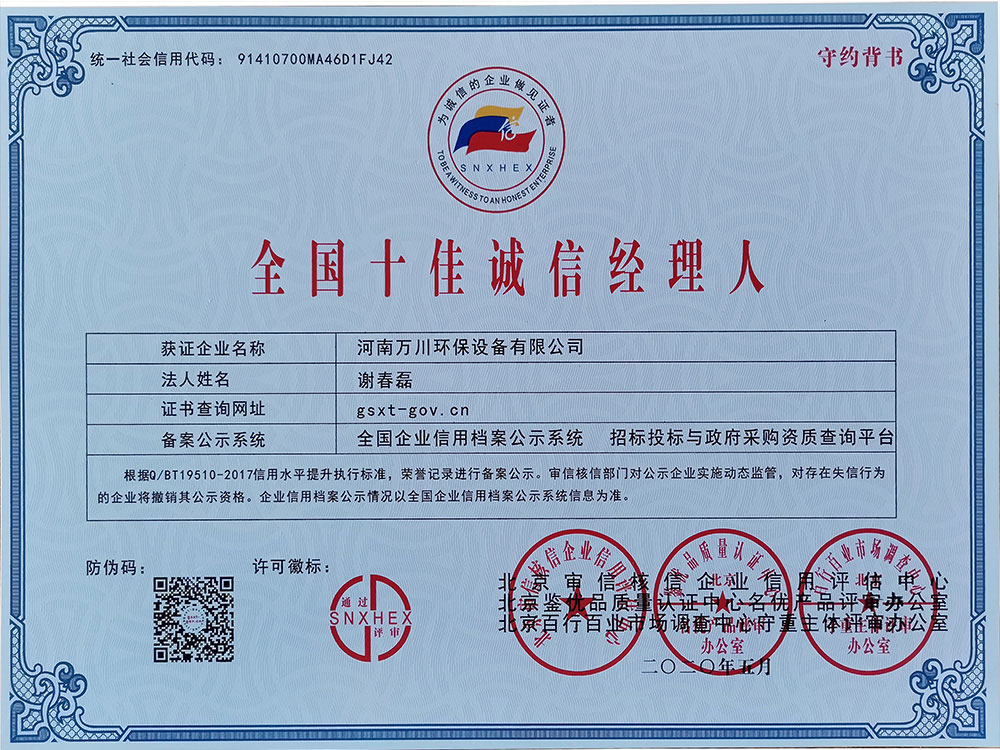 统一社会信用代码： 91410700MA46D1FJ42
守约背书
为诚信的企业做见证者
信
SNXHEX
TO BE A WITNESS TO AN HONEST ENTERPRISE
全国十佳诚信经理人
获证企业名称 河南万川环保设备有限公司
法人姓名 谢春磊
证书查询网址 gsxt-gov.cn
备案公示系统 全国企业信用档案公示系统 招标投标与政府采购资质查询平台
根据Q/BT19510-2017信用水平提升执行标准，荣誉记录进行备案公示。审信核信部门对公示企业实施动态监管，对存在失信行为
的企业将撤销其公示资格。企业信用档案公示情况以全国企业信用档案公示系统信息为准。
防伪码：
许可徽标：
通过
SNXHEX
评审
北京审信核信企业信用评估中心
北京鉴优品质量认证中心名优产品评审办公室
北京百行百业市场调查中心守重主体评审办公室
办公室
办公室
二〇二〇年五月